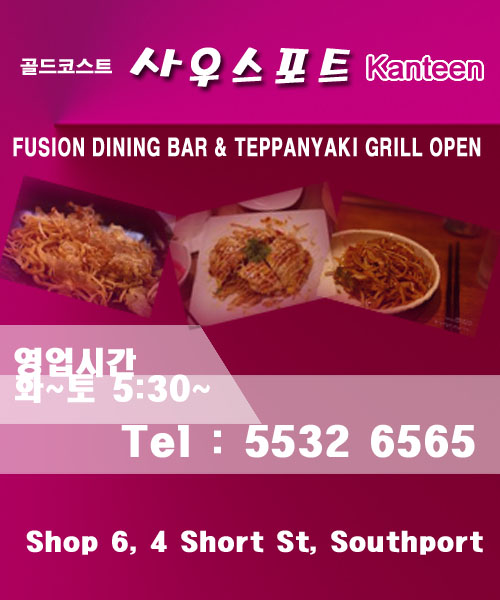 골드코스트 사우스포트 Kanteen
FUSION DINING BAR & TEPPANYAKI GRILL OPEN
영업시간
화~토 5:30~
Tel : 5532 6565
Shop 6, 4 Short St, Southport